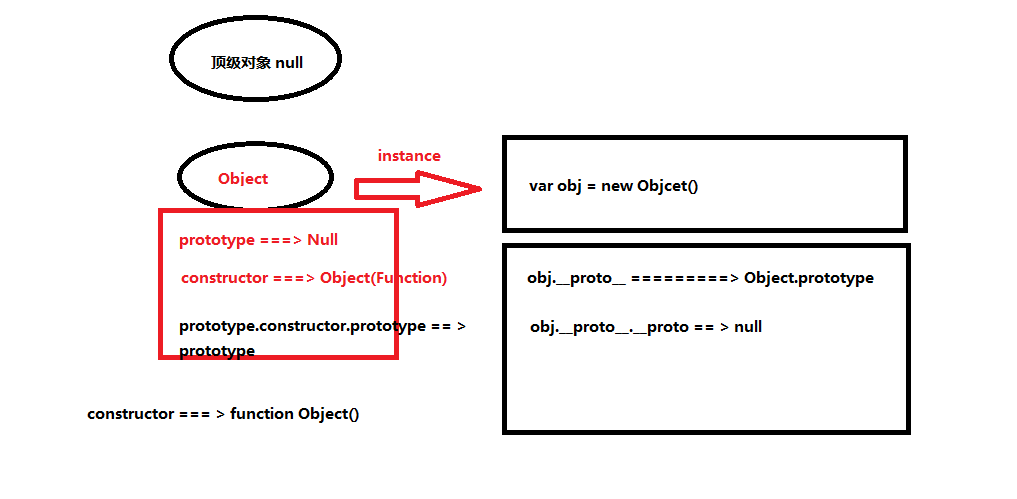 顶级对象 null
Object
instance
var obj = new Objcet()
prototype ===> Null
constructor ===> Object(Function)
prototype.constructor.prototype == >
prototype
constructor === > function Object()
obj.__proto__ =========> Object.prototype
obj.__proto__.__proto == > null